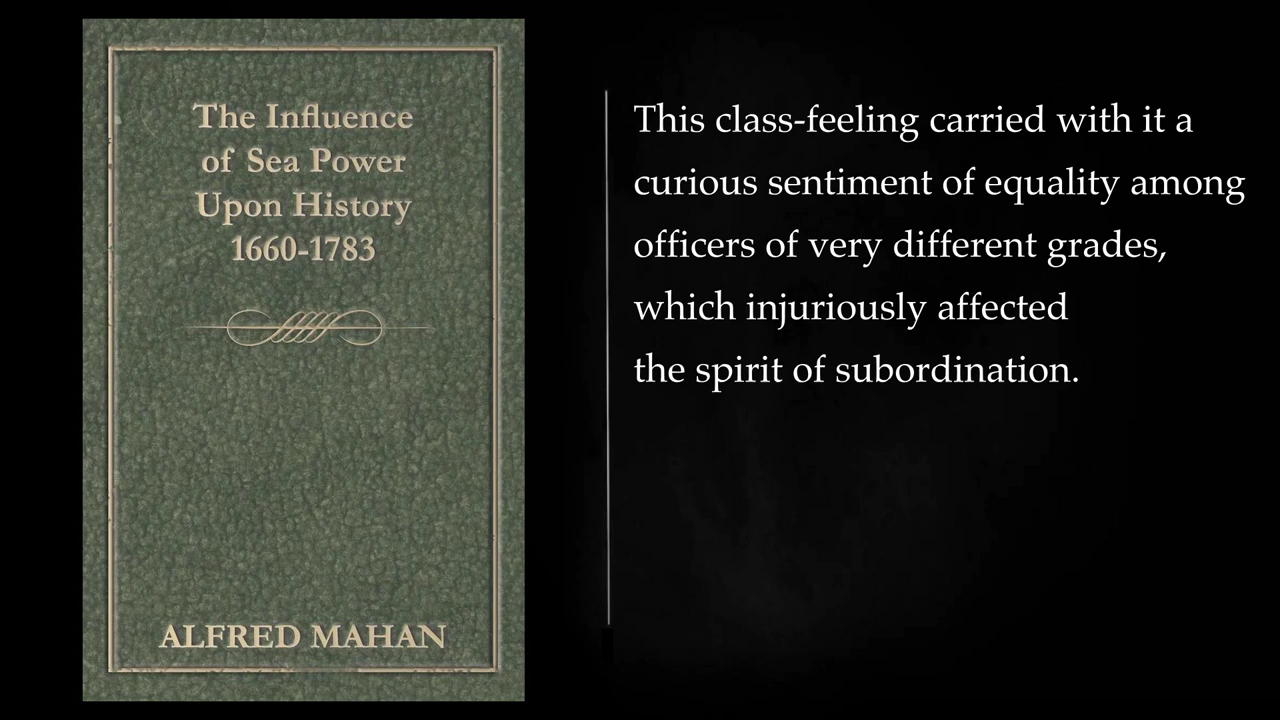 The Influence
of Sea Power
Upon History
1660-1783
ALFRED MAHAN
This class-feeling carried with it a
curious sentiment of equality among
officers of very different grades,
which injuriously affected
the spirit of subordination.